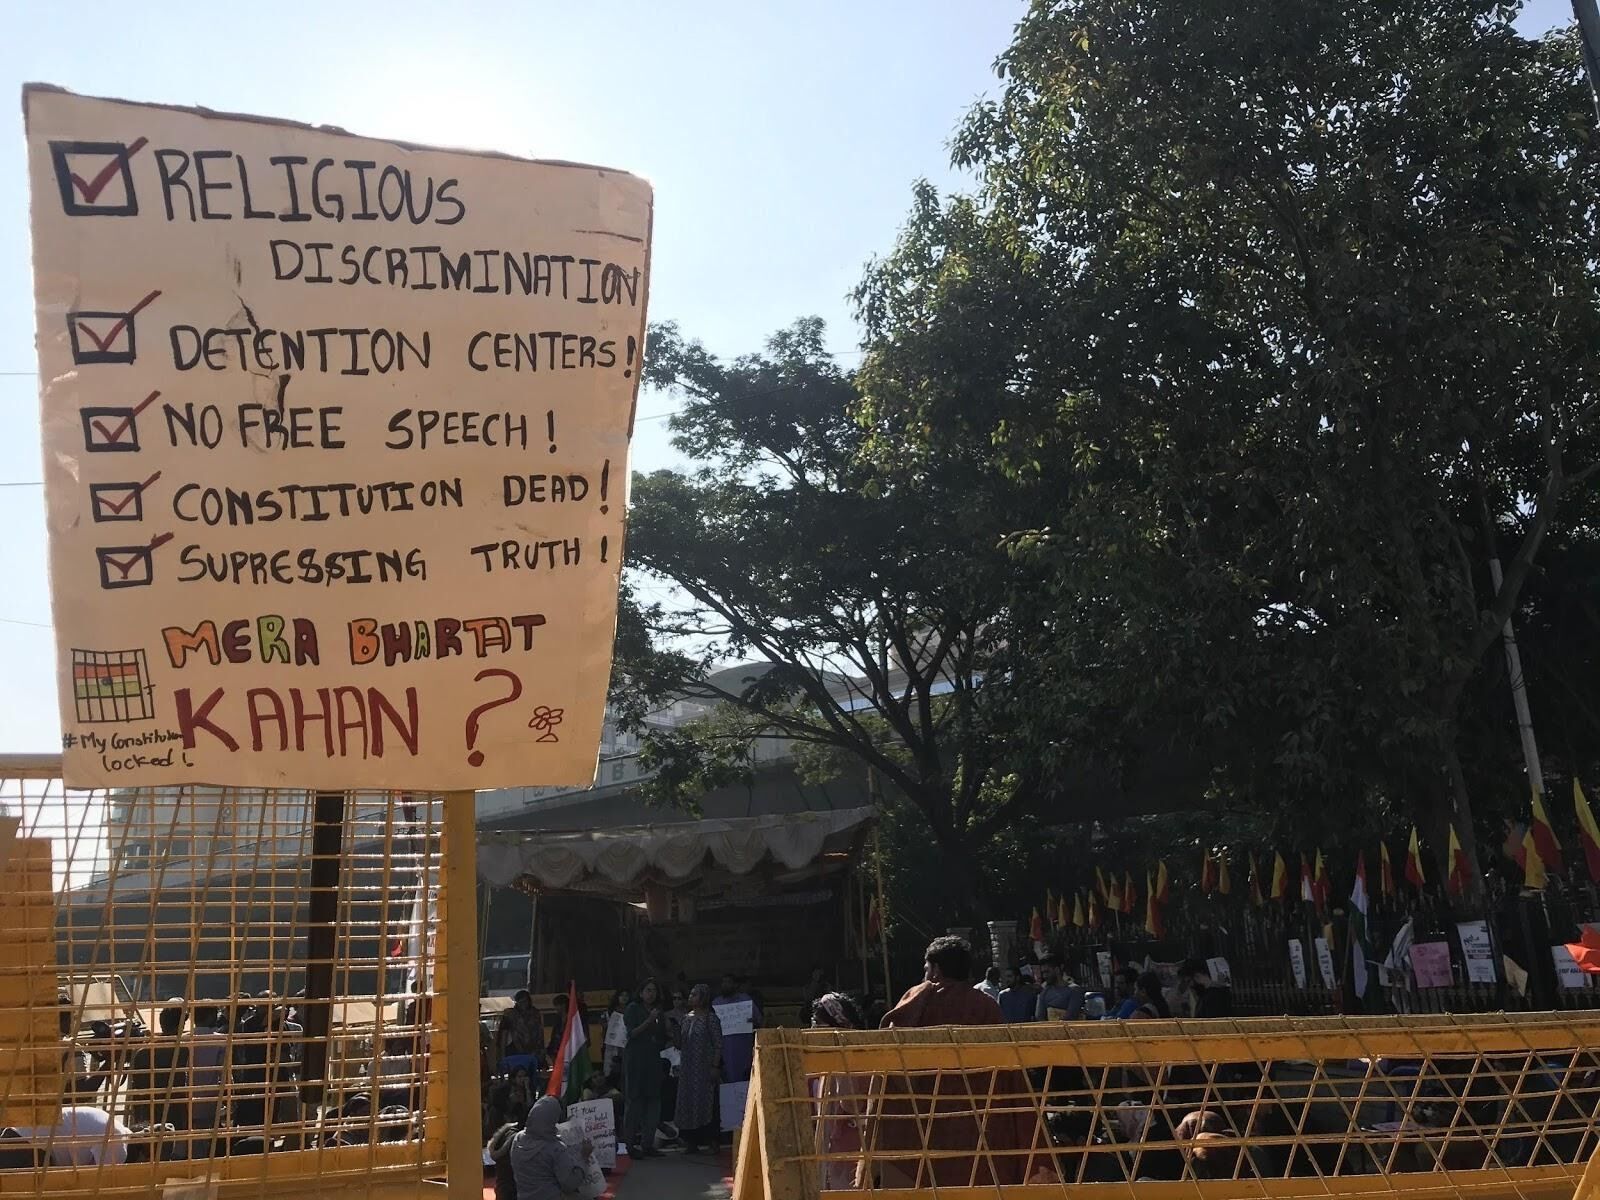 RELIGIOUS
DISCRIMINATION
DETENTION CENTERS!
NO FREE SPEECH!
CONSTITUTION DEAD!
SUPRESSING TRUTH!
MERA BHARAT
KAHAN?
#My Constitution
locked!